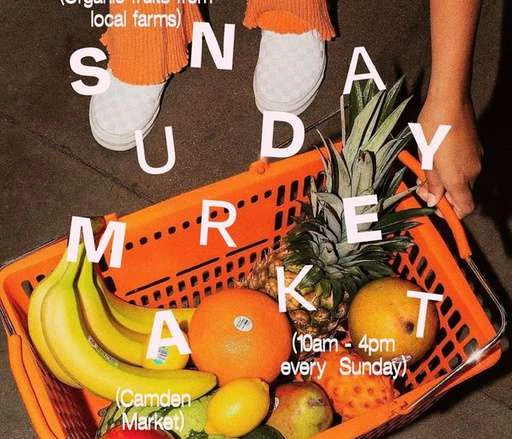 (Organic fruits from
local farms)
SUNDAY
MARKET
(10am - 4pm
every Sunday)
(Camden
Market)